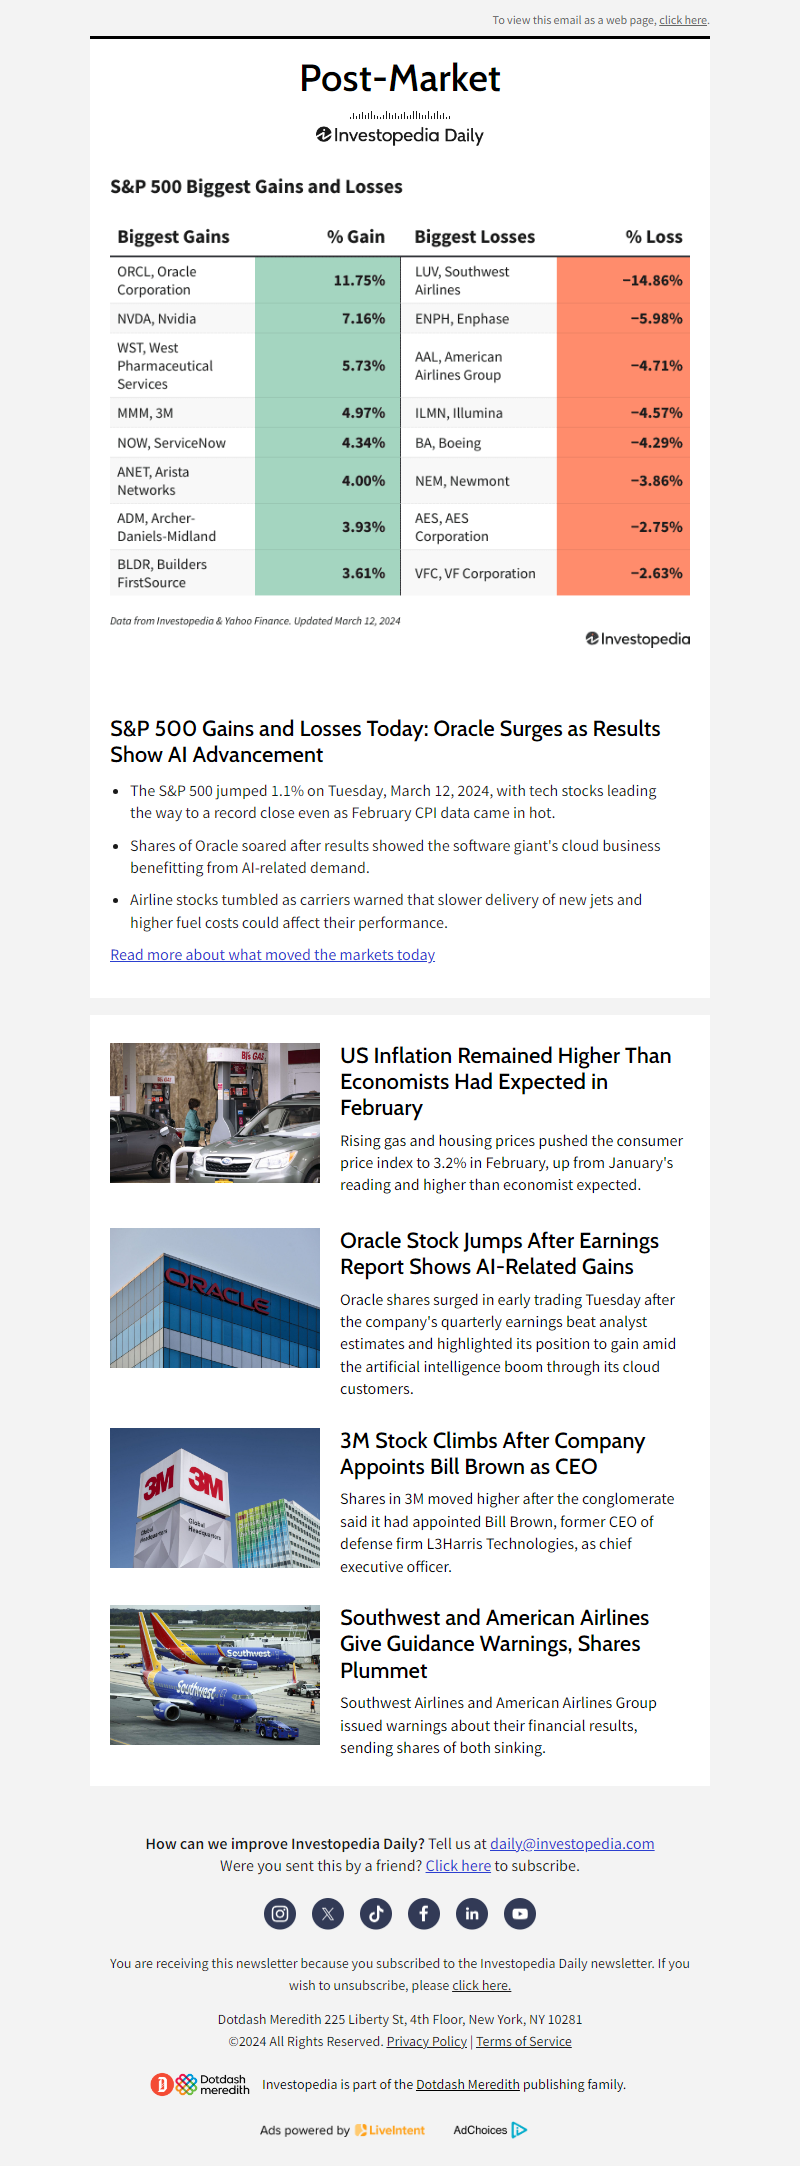 To view this email as a web page, click here.
Post-Market
Investopedia Daily
S&P 500 Biggest Gains and Losses
Biggest Gains % Gain Biggest Losses % Loss
ORCL, Oracle Corporation 11.75% LUV, Southwest Airlines −14.86%
NVDA, Nvidia 7.16% ENPH, Enphase −5.98%
WST, West Pharmaceutical Services 5.73% AAL, American Airlines Group −4.71%
MMM, 3M 4.97% ILMN, Illumina −4.57%
NOW, ServiceNow 4.34% BA, Boeing −4.29%
ANET, Arista Networks 4.00% NEM, Newmont −3.86%
ADM, Archer-Daniels-Midland 3.93% AES, AES Corporation −2.75%
BLDR, Builders FirstSource 3.61% VFC, VF Corporation −2.63%
Data from Investopedia & Yahoo Finance. Updated March 12, 2024
Investopedia
S&P 500 Gains and Losses Today: Oracle Surges as Results
Show AI Advancement
• The S&P 500 jumped 1.1% on Tuesday, March 12, 2024, with tech stocks leading
the way to a record close even as February CPI data came in hot.
• Shares of Oracle soared after results showed the software giant's cloud business
benefitting from AI-related demand.
• Airline stocks tumbled as carriers warned that slower delivery of new jets and
higher fuel costs could affect their performance.
Read more about what moved the markets today
BJ's GAS
US Inflation Remained Higher Than
Economists Had Expected in
February
Rising gas and housing prices pushed the consumer
price index to 3.2% in February, up from January's
reading and higher than economist expected.
ORACLE
Oracle Stock Jumps After Earnings
Report Shows AI-Related Gains
Oracle shares surged in early trading Tuesday after
the company's quarterly earnings beat analyst
estimates and highlighted its position to gain amid
the artificial intelligence boom through its cloud
customers.
3M 3M
Global Headquarters
Global Headquarters
3M Stock Climbs After Company
Appoints Bill Brown as CEO
Shares in 3M moved higher after the conglomerate
said it had appointed Bill Brown, former CEO of
defense firm L3Harris Technologies, as chief
executive officer.
Southwest
Southwest
Southwest and American Airlines
Give Guidance Warnings, Shares
Plummet
Southwest Airlines and American Airlines Group
issued warnings about their financial results,
sending shares of both sinking.
How can we improve Investopedia Daily? Tell us at daily@investopedia.com
Were you sent this by a friend? Click here to subscribe.
You are receiving this newsletter because you subscribed to the Investopedia Daily newsletter. If you
wish to unsubscribe, please click here.
Dotdash Meredith 225 Liberty St, 4th Floor, New York, NY 10281
©2024 All Rights Reserved. Privacy Policy | Terms of Service
Dotdash
meredith
Investopedia is part of the Dotdash Meredith publishing family.
Ads powered by LiveIntent AdChoices